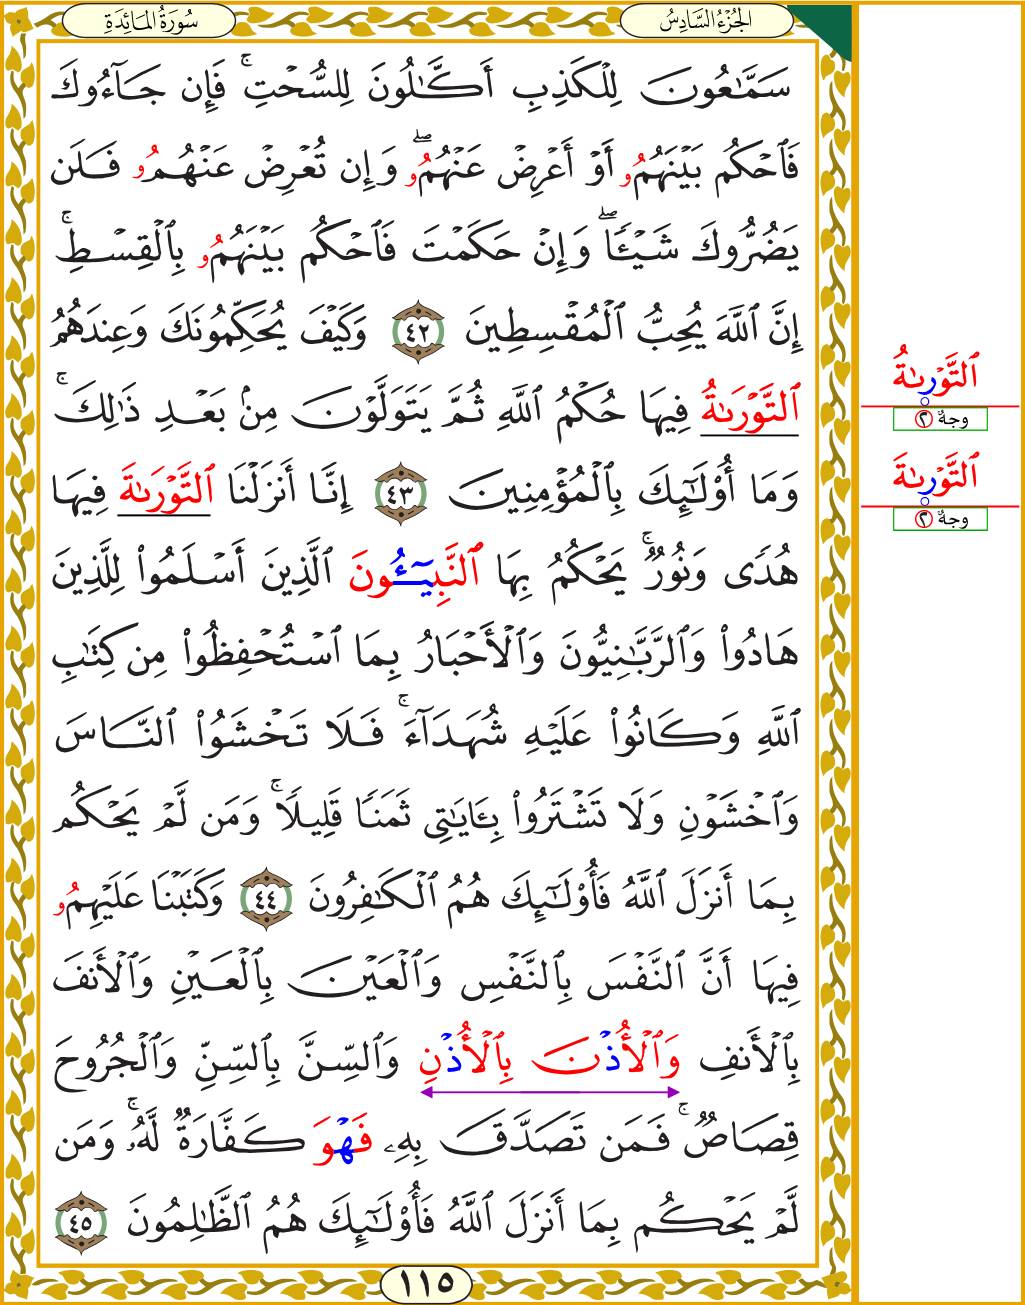 سُورَةُ المَائِدَةِ
الجُزْءُ السَّادِسُ
سَمَّٰعُونَ لِلْكَذِبِ أَكَّٰلُونَ لِلسُّحْتِ ۚ فَإِن جَآءُوكَ
فَٱحْكُم بَيْنَهُمُۥ أَوْ أَعْرِضْ عَنْهُمُۥ ۖ وَإِن تُعْرِضْ عَنْهُمُۥ فَلَن
يَضُرُّوكَ شَيْـًٔا ۖ وَإِنْ حَكَمْتَ فَٱحْكُم بَيْنَهُمُۥ بِٱلْقِسْطِ ۚ
إِنَّ ٱللَّهَ يُحِبُّ ٱلْمُقْسِطِينَ ٤٢ وَكَيْفَ يُحَكِّمُونَكَ وَعِندَهُمُ
ٱلتَّوْرَىٰةُ فِيهَا حُكْمُ ٱللَّهِ ثُمَّ يَتَوَلَّوْنَ مِنۢ بَعْدِ ذَٰلِكَ ۚ
وَمَا أُوْلَٰٓئِكَ بِٱلْمُؤْمِنِينَ ٤٣ إِنَّا أَنزَلْنَا ٱلتَّوْرَىٰةَ فِيهَا
هُدًى وَنُورٌ ۚ يَحْكُمُ بِهَا ٱلنَّبِيٓـُٔونَ ٱلَّذِينَ أَسْلَمُوا۟ لِلَّذِينَ
هَادُوا۟ وَٱلرَّبَّٰنِيُّونَ وَٱلْأَحْبَارُ بِمَا ٱسْتُحْفِظُوا۟ مِن كِتَٰبِ
ٱللَّهِ وَكَانُوا۟ عَلَيْهِ شُهَدَآءَ ۚ فَلَا تَخْشَوُا۟ ٱلنَّاسَ
وَٱخْشَوْنِ وَلَا تَشْتَرُوا۟ بِـَٔايَٰتِى ثَمَنًا قَلِيلًا ۚ وَمَن لَّمْ يَحْكُم
بِمَا أَنزَلَ ٱللَّهُ فَأُوْلَٰٓئِكَ هُمُ ٱلْكَٰفِرُونَ ٤٤ وَكَتَبْنَا عَلَيْهِمُۥ
فِيهَا أَنَّ ٱلنَّفْسَ بِٱلنَّفْسِ وَٱلْعَيْنَ بِٱلْعَيْنِ وَٱلْأَنفَ
بِٱلْأَنفِ وَٱلْأُذْنَ بِٱلْأُذْنِ وَٱلسِّنَّ بِٱلسِّنِّ وَٱلْجُرُوحَ
قِصَاصٌ ۚ فَمَن تَصَدَّقَ بِهِۦ فَهْوَ كَفَّارَةٌ لَّهُۥ ۚ وَمَن
لَّمْ يَحْكُم بِمَا أَنزَلَ ٱللَّهُ فَأُوْلَٰٓئِكَ هُمُ ٱلظَّٰلِمُونَ ٤٥
١١٥
ٱلتَّوْرَىٰةُ
وجهٌ ٢
ٱلتَّوْرَىٰةَ
وجهٌ ٢